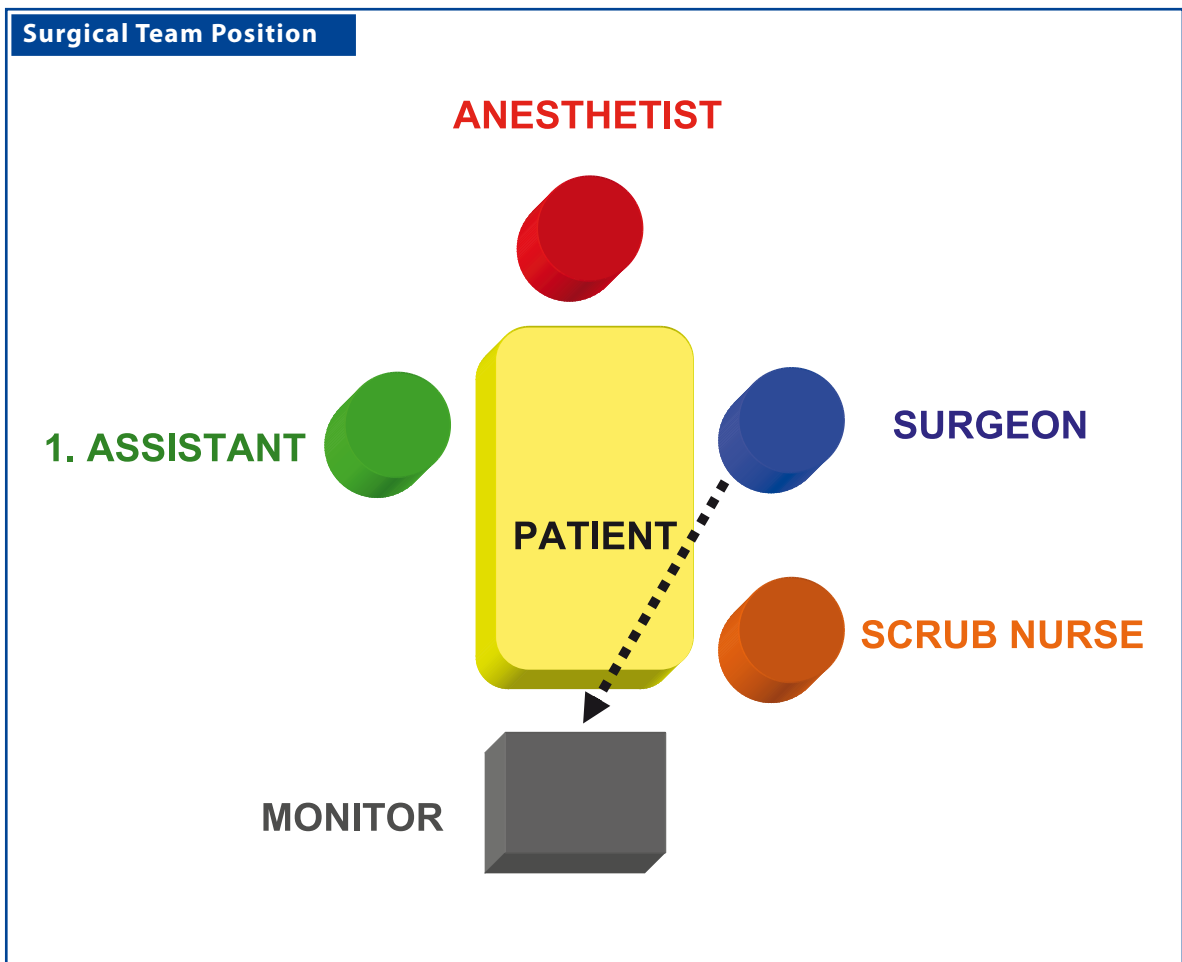 Surgical Team Position
ANESTHETIST
SURGEON
1. ASSISTANT
PATIENT
SCRUB NURSE
MONITOR